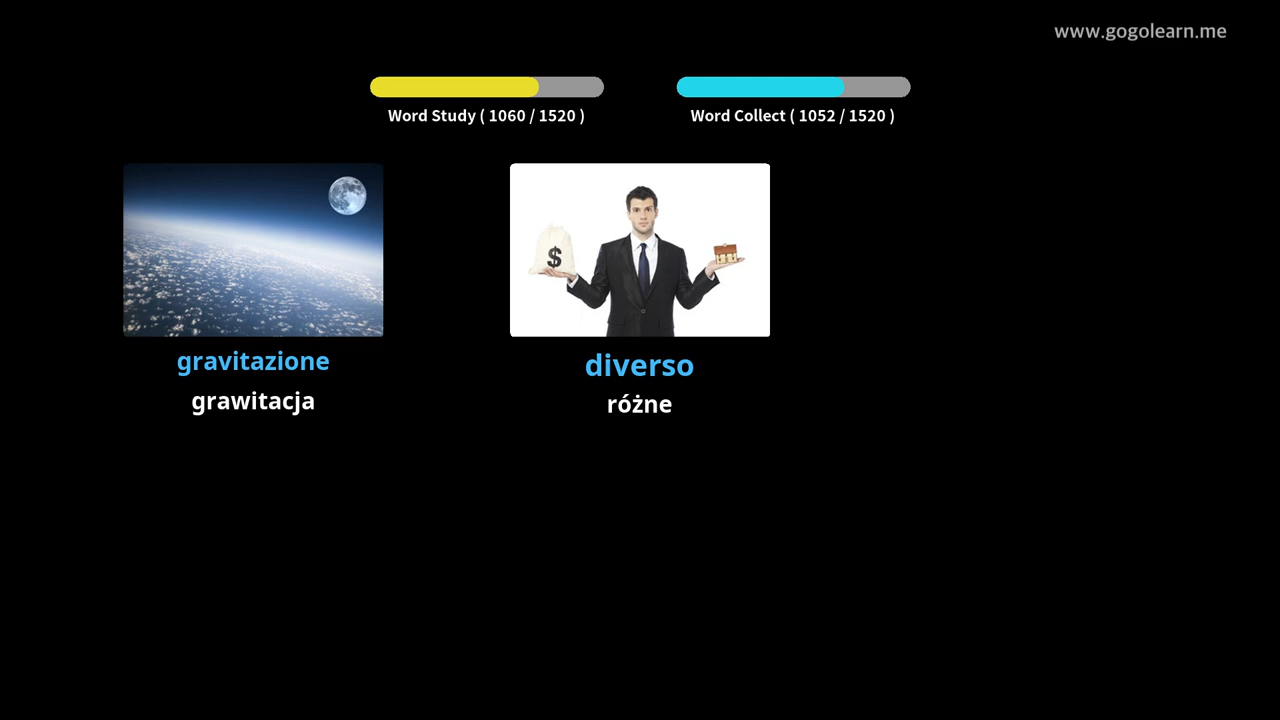 www.gogolearn.me
Word Study ( 1060 / 1520 )
Word Collect ( 1052 / 1520 )
$
gravitazione
grawitacja
diverso
różne